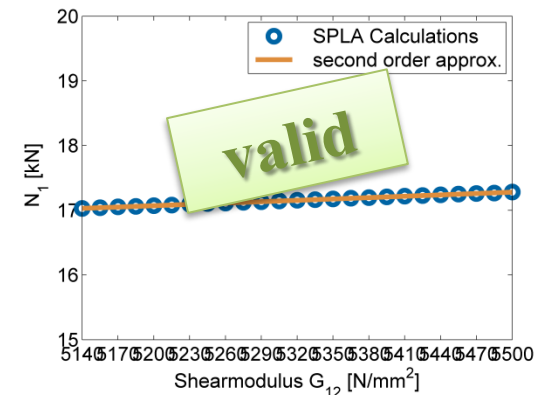 20
19
18
17
16
15
N1 [kN]
SPLA Calculations
second order approx.
valid
5140 5170 5200 5230 5260 5290 5320 5350 5380 5410 5440 5470 5500
Shearmodulus G12 [N/mm²]